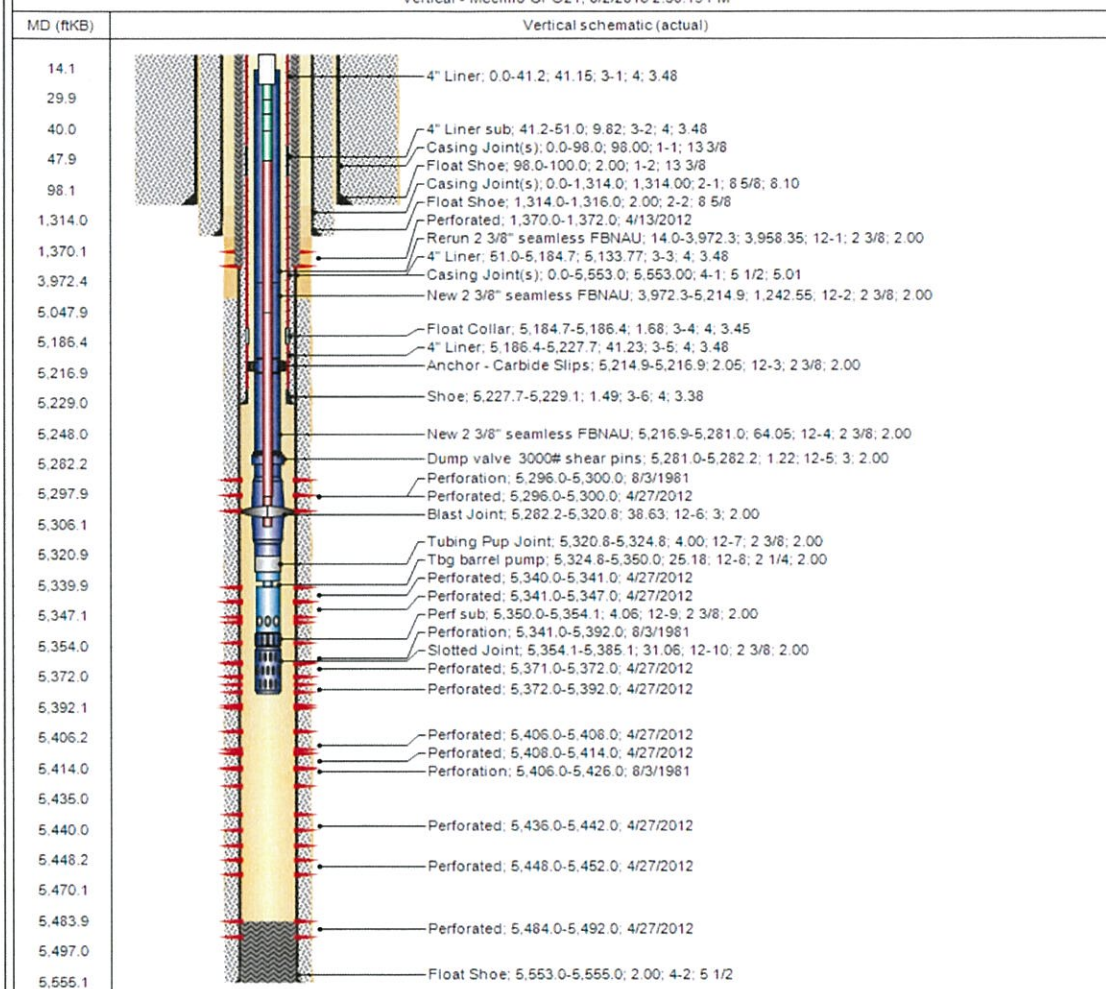 MD (ftKB)
Vertical schematic (actual)
14.1
29.9
40.0
47.9
98.1
1,314.0
1,370.1
3,972.4
5,047.9
5,186.4
5,216.9
5,229.0
5,248.0
5,282.2
5,297.9
5,306.1
5,320.9
5,339.9
5,347.1
5,354.0
5,372.0
5,392.1
5,406.2
5,414.0
5,435.0
5,440.0
5,448.2
5,470.1
5,483.9
5,497.0
5,555.1
4" Liner; 0.0-41.2; 41.15; 3-1; 4; 3.48
4" Liner sub; 41.2-51.0; 9.82; 3-2; 4; 3.48
Casing Joint(s); 0.0-98.0; 98.00; 1-1; 13 3/8
Float Shoe; 98.0-100.0; 2.00; 1-2; 13 3/8
Casing Joint(s); 0.0-1,314.0; 1,314.00; 2-1; 8 5/8; 8.10
Float Shoe; 1,314.0-1,316.0; 2.00; 2-2; 8 5/8
Perforated; 1,370.0-1,372.0; 4/13/2012
Rerun 2 3/8" seamless FBNAU; 14.0-3,972.3; 3,958.35; 12-1; 2 3/8; 2.00
4" Liner; 51.0-5,184.7; 5,133.77; 3-3; 4; 3.48
Casing Joint(s); 0.0-5,553.0; 5,553.00; 4-1; 5 1/2; 5.01
New 2 3/8" seamless FBNAU; 3,972.3-5,214.9; 1,242.55; 12-2; 2 3/8; 2.00
Float Collar; 5,184.7-5,186.4; 1.68; 3-4; 4; 3.45
4" Liner; 5,186.4-5,227.7; 41.23; 3-5; 4; 3.48
Anchor - Carbide Slips; 5,214.9-5,216.9; 2.05; 12-3; 2 3/8; 2.00
Shoe; 5,227.7-5,229.1; 1.49; 3-6; 4; 3.38
New 2 3/8" seamless FBNAU; 5,216.9-5,281.0; 64.05; 12-4; 2 3/8; 2.00
Dump valve 3000# shear pins; 5,281.0-5,282.2; 1.22; 12-5; 3; 2.00
Perforation; 5,296.0-5,300.0; 8/3/1981
Perforated; 5,296.0-5,300.0; 4/27/2012
Blast Joint; 5,282.2-5,320.8; 38.63; 12-6; 3; 2.00
Tubing Pup Joint; 5,320.8-5,324.8; 4.00; 12-7; 2 3/8; 2.00
Tbg barrel pump; 5,324.8-5,350.0; 25.18; 12-8; 2 1/4; 2.00
Perforated; 5,340.0-5,341.0; 4/27/2012
Perforated; 5,341.0-5,347.0; 4/27/2012
Perf sub; 5,350.0-5,354.1; 4.06; 12-9; 2 3/8; 2.00
Perforation; 5,341.0-5,392.0; 8/3/1981
Slotted Joint; 5,354.1-5,385.1; 31.06; 12-10; 2 3/8; 2.00
Perforated; 5,371.0-5,372.0; 4/27/2012
Perforated; 5,372.0-5,392.0; 4/27/2012
Perforated; 5,406.0-5,408.0; 4/27/2012
Perforated; 5,408.0-5,414.0; 4/27/2012
Perforation; 5,406.0-5,426.0; 8/3/1981
Perforated; 5,436.0-5,442.0; 4/27/2012
Perforated; 5,448.0-5,452.0; 4/27/2012
Perforated; 5,484.0-5,492.0; 4/27/2012
Float Shoe; 5,553.0-5,555.0; 2.00; 4-2; 5 1/2